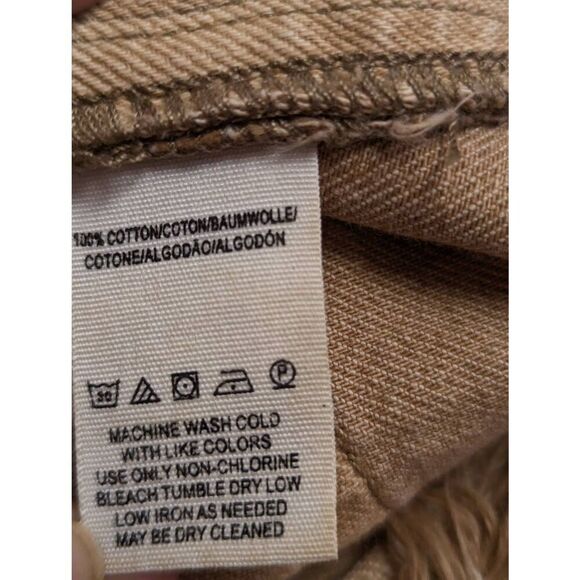 100% COTTON/COTON/BAUMWOLLE/
COTONE/ALGODÃO/ALGODÓN
30 P
MACHINE WASH COLD
WITH LIKE COLORS
USE ONLY NON-CHLORINE
BLEACH TUMBLE DRY LOW
LOW IRON AS NEEDED
MAY BE DRY CLEANED